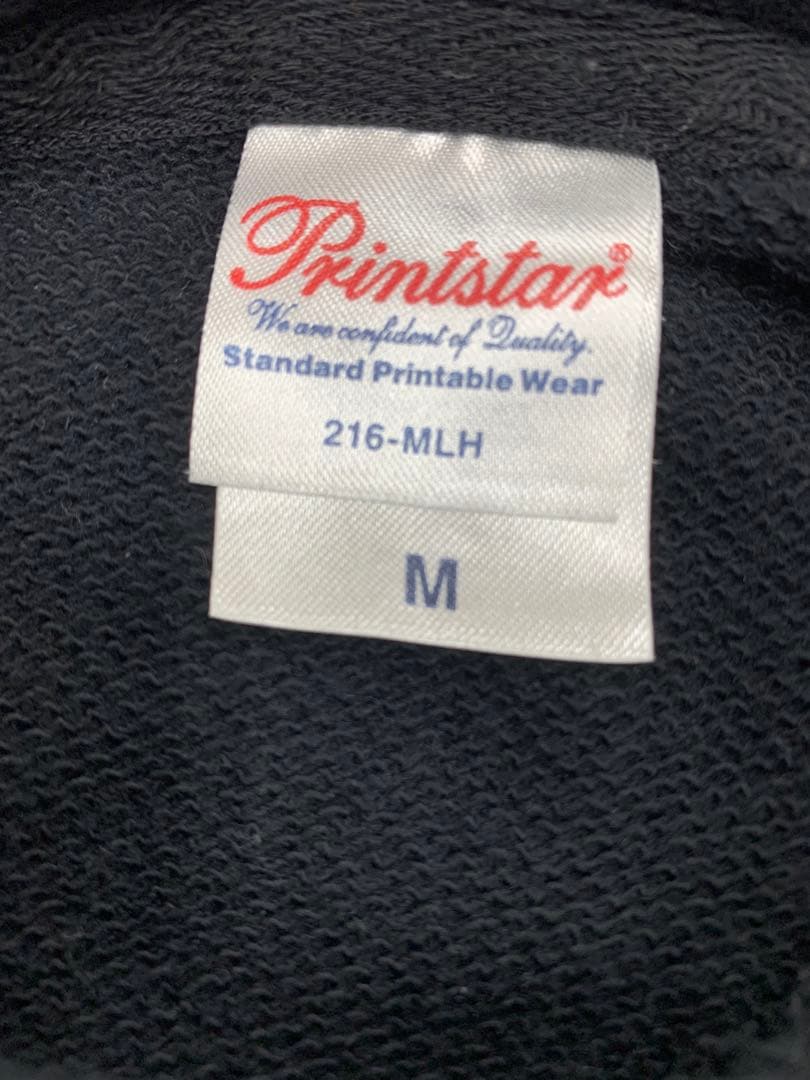 Printstar®
We are confident of Quality.
Standard Printable Wear
216-MLH
M